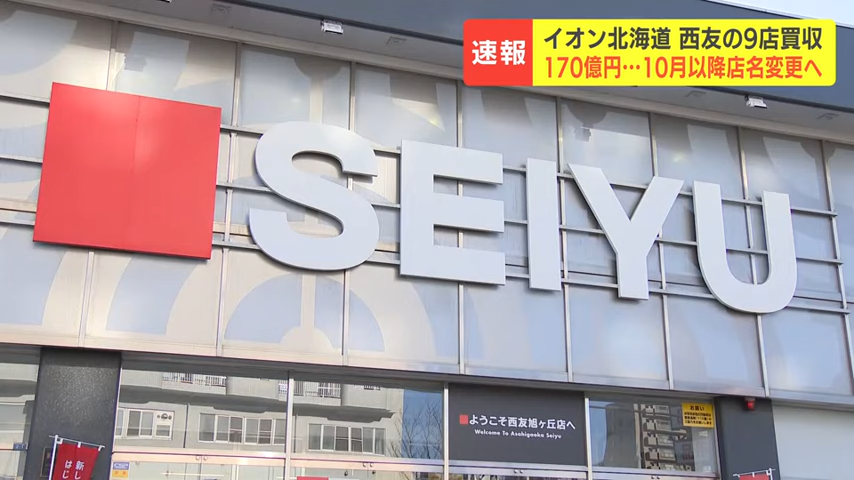 速報
イオン北海道 西友の9店買収
170億円…10月以降店名変更へ
SEIYU
ようこそ西友旭ヶ丘店へ
Welcome To Asahigaoka Seiyu
お願い
新し
はじ